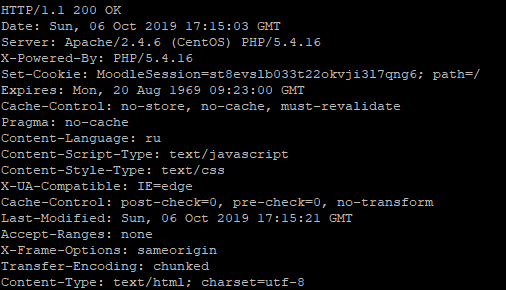 HTTP/1.1 200 OK
Date: Sun, 06 Oct 2019 17:15:03 GMT
Server: Apache/2.4.6 (CentOS) PHP/5.4.16
X-Powered-By: PHP/5.4.16
Set-Cookie: MoodleSession=st8evslb033t22okvji3l7qng6; path=/
Expires: Mon, 20 Aug 1969 09:23:00 GMT
Cache-Control: no-store, no-cache, must-revalidate
Pragma: no-cache
Content-Language: ru
Content-Script-Type: text/javascript
Content-Style-Type: text/css
X-UA-Compatible: IE=edge
Cache-Control: post-check=0, pre-check=0, no-transform
Last-Modified: Sun, 06 Oct 2019 17:15:21 GMT
Accept-Ranges: none
X-Frame-Options: sameorigin
Transfer-Encoding: chunked
Content-Type: text/html; charset=utf-8